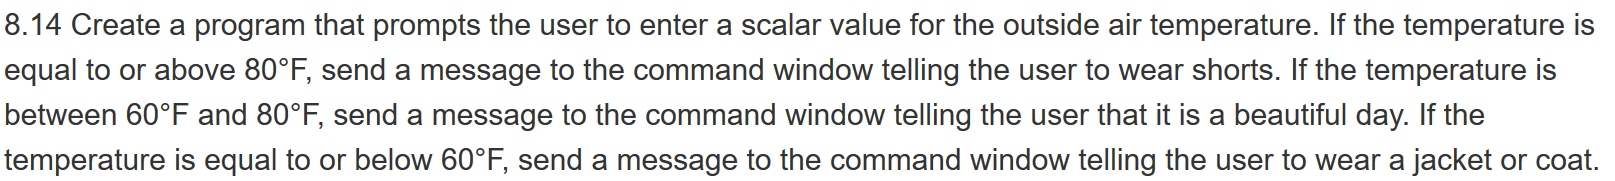 8.14 Create a program that prompts the user to enter a scalar value for the outside air temperature. If the temperature is
equal to or above 80°F, send a message to the command window telling the user to wear shorts. If the temperature is
between 60°F and 80°F, send a message to the command window telling the user that it is a beautiful day. If the
temperature is equal to or below 60°F, send a message to the command window telling the user to wear a jacket or coat.